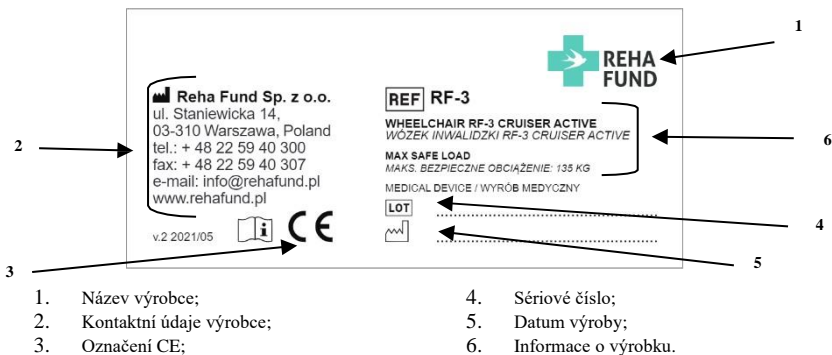 1
REHA
FUND
Reha Fund Sp. z o.o.
ul. Staniewicka 14,
03-310 Warszawa, Poland
tel.: + 48 22 59 40 300
fax: + 48 22 59 40 307
e-mail: info@rehafund.pl
www.rehafund.pl
2
v.2 2021/05
i
CE
3
REF RF-3
WHEELCHAIR RF-3 CRUISER ACTIVE
WÓZEK INWALIDZKI RF-3 CRUISER ACTIVE
MAX SAFE LOAD
MAKS. BEZPIECZNE OBCIĄŻENIE: 135 KG
6
MEDICAL DEVICE / WYRÓB MEDYCZNY
LOT
4
5
1. Název výrobce;
2. Kontaktní údaje výrobce;
3. Označení CE;
4. Sériové číslo;
5. Datum výroby;
6. Informace o výrobku.